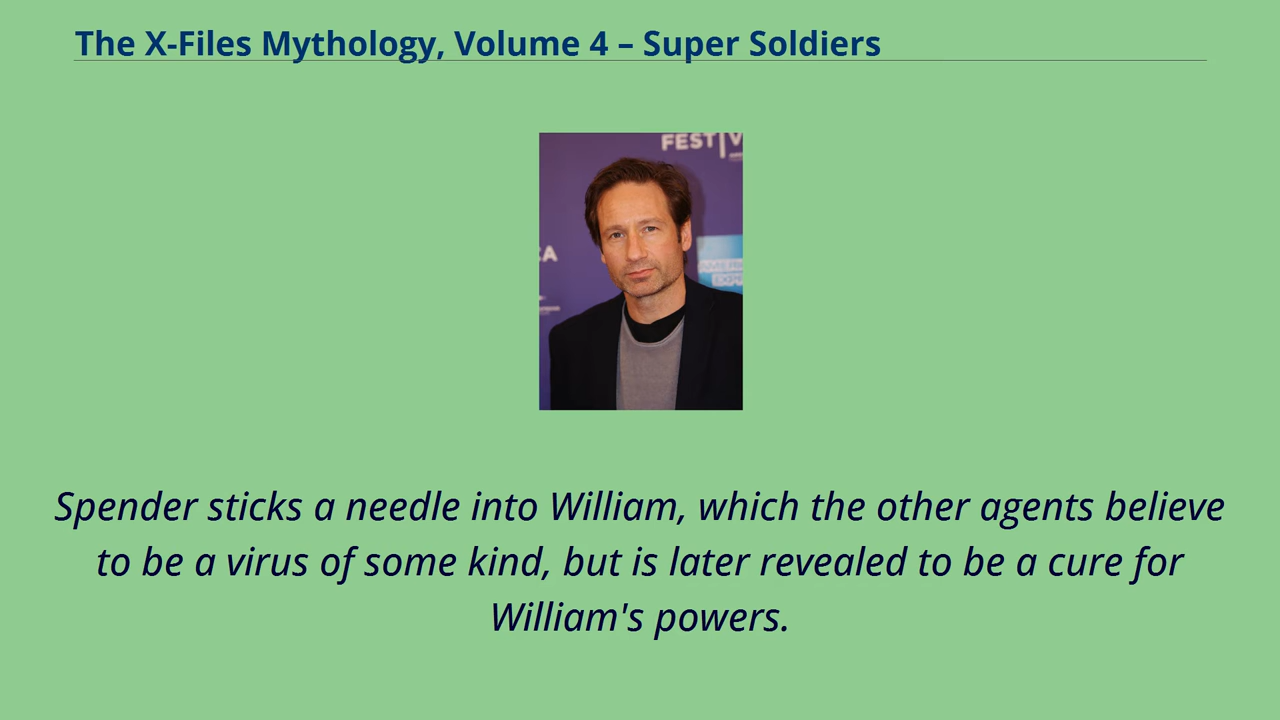 The X-Files Mythology, Volume 4 – Super Soldiers
FEST
Spender sticks a needle into William, which the other agents believe
to be a virus of some kind, but is later revealed to be a cure for
William's powers.